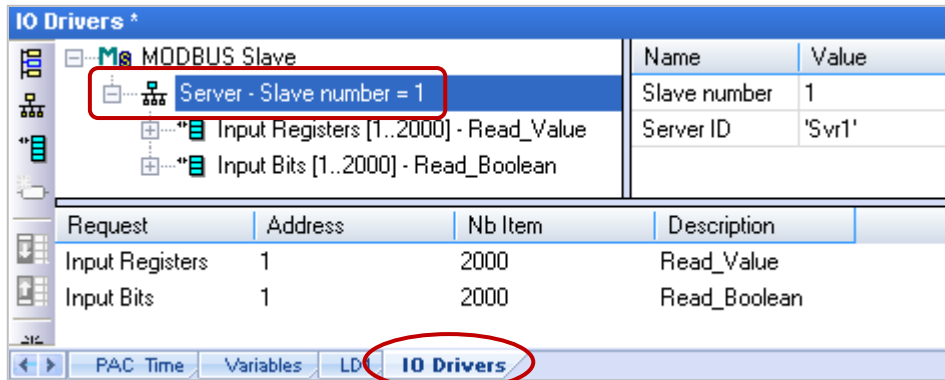 IO Drivers *
MODBUS Slave
Server - Slave number = 1
Input Registers [1..2000] - Read_Value
Input Bits [1..2000] - Read_Boolean
Name Value
Slave number 1
Server ID 'Svr1'
Request Address Nb Item Description
Input Registers 1 2000 Read_Value
Input Bits 1 2000 Read_Boolean
PAC Time Variables LD1 IO Drivers